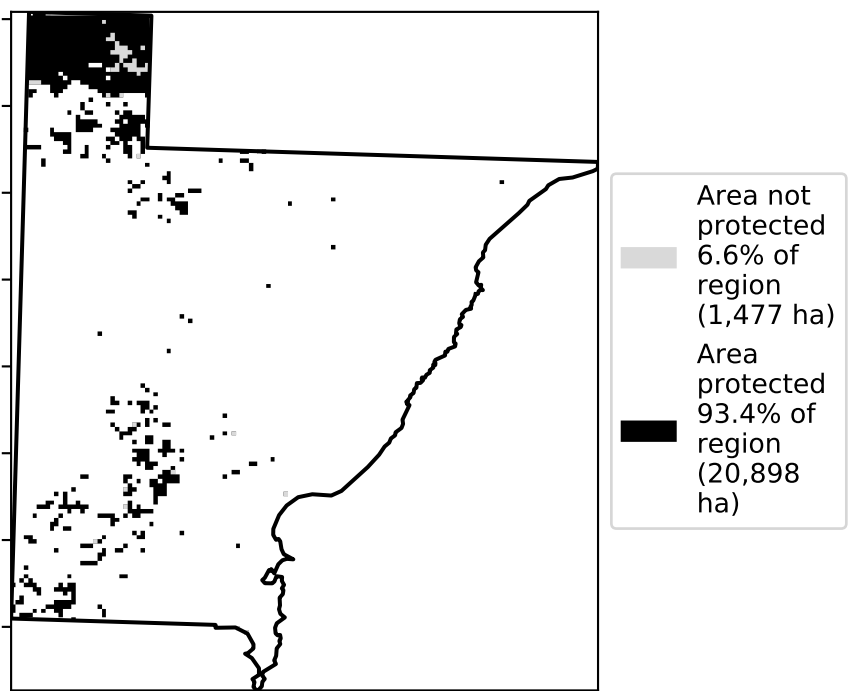 Area not
protected
6.6% of
region
(1,477 ha)
Area
protected
93.4% of
region
(20,898
ha)